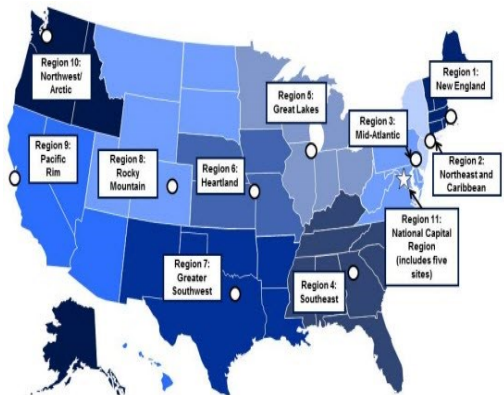 Region 10:
Northwest/
Arctic
Region 9:
Pacific
Rim
Region 8:
Rocky
Mountain
Region 6:
Heartland
Region 5:
Great Lakes
Region 7:
Greater
Southwest
Region 4:
Southeast
Region 3:
Mid-Atlantic
Region 1:
New England
Region 2:
Northeast and
Caribbean
Region 11:
National Capital
Region
(includes five
sites)